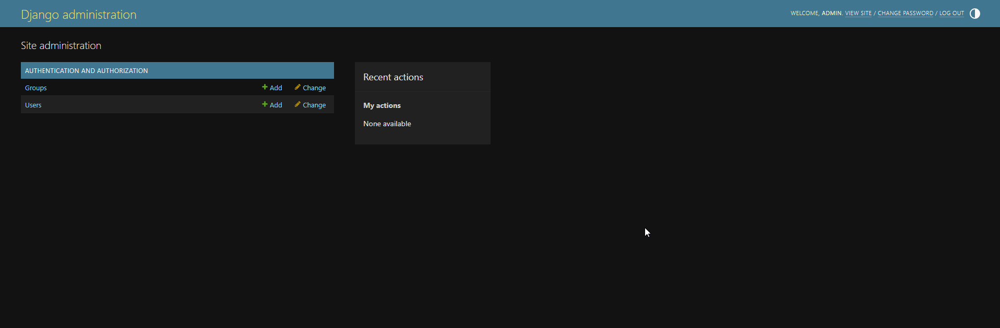 Django administration
WELCOME, ADMIN. VIEW SITE / CHANGE PASSWORD / LOG OUT
Site administration
AUTHENTICATION AND AUTHORIZATION
Groups Add Change
Users Add Change
Recent actions
My actions
None available